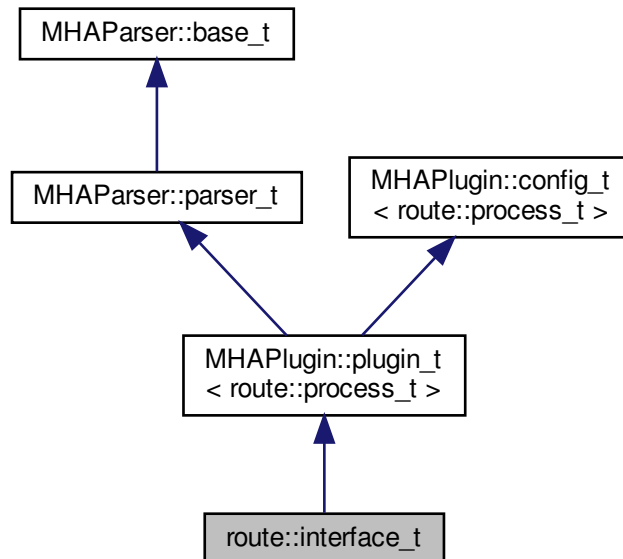 MHAParser::base_t
MHAParser::parser_t
MHAPlugin::config_t
< route::process_t >
MHAPlugin::plugin_t
< route::process_t >
route::interface_t